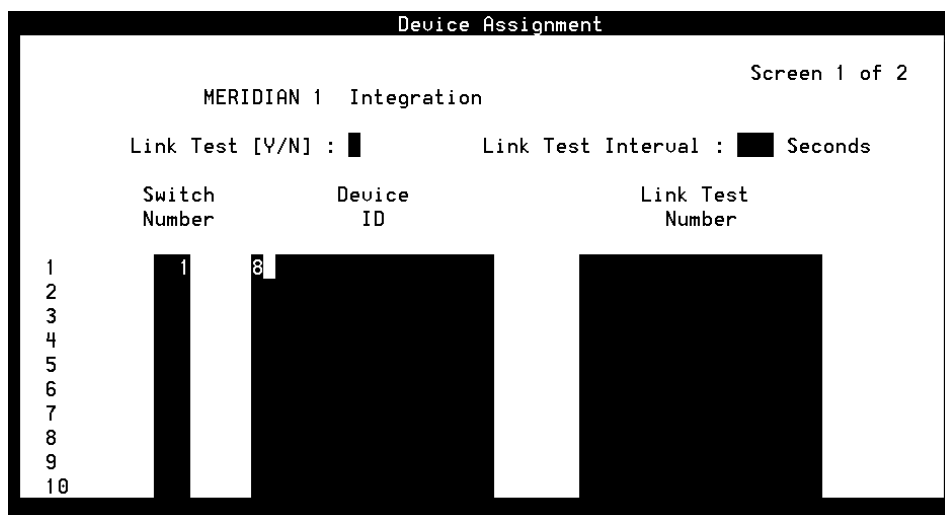 Device Assignment
Screen 1 of 2
MERIDIAN 1 Integration
Link Test [Y/N] : Link Test Interval : Seconds
Switch Device Link Test
Number ID Number
1 1 8
2
3
4
5
6
7
8
9
10